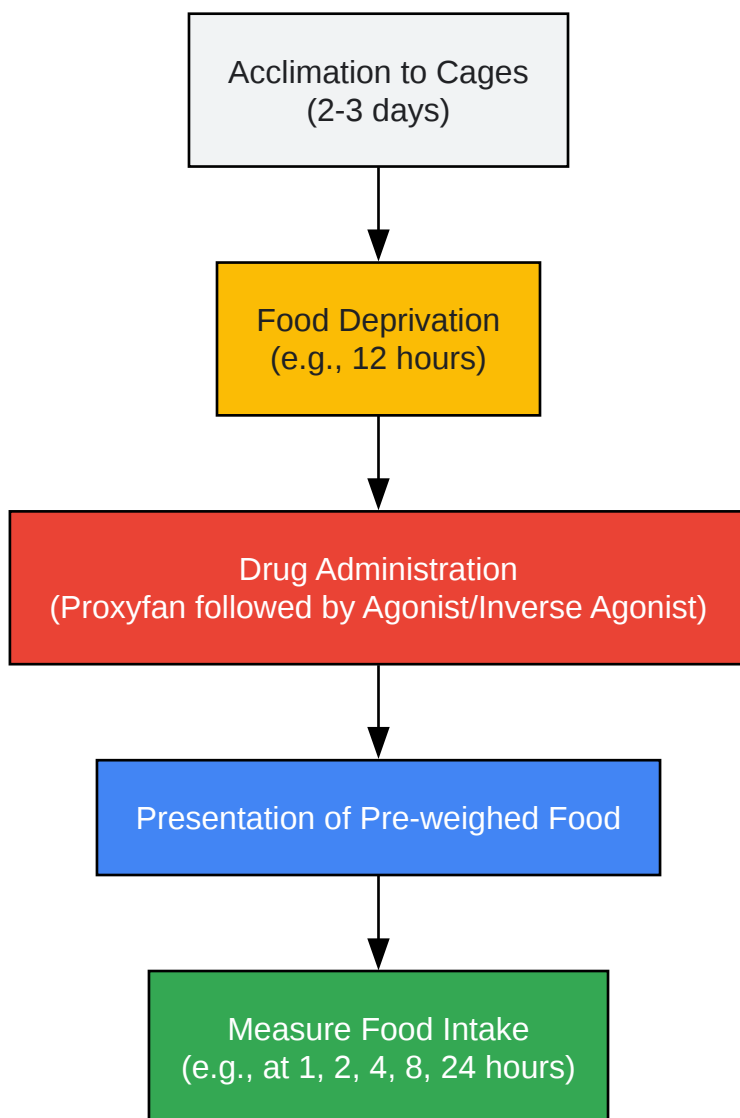 Acclimation to Cages
(2-3 days)
Food Deprivation
(e.g., 12 hours)
Drug Administration
(Proxyfan followed by Agonist/Inverse Agonist)
Presentation of Pre-weighed Food
Measure Food Intake
(e.g., at 1, 2, 4, 8, 24 hours)